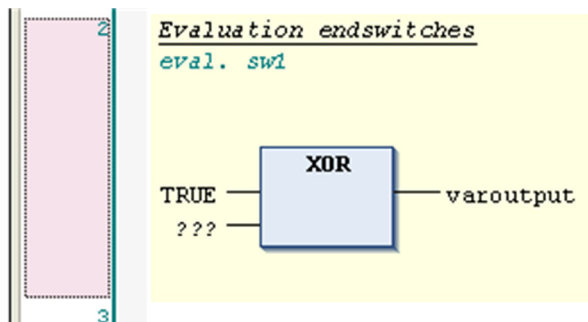 2
Evaluation endswitches
eval. sw1
XOR
TRUE
varoutput
???
3